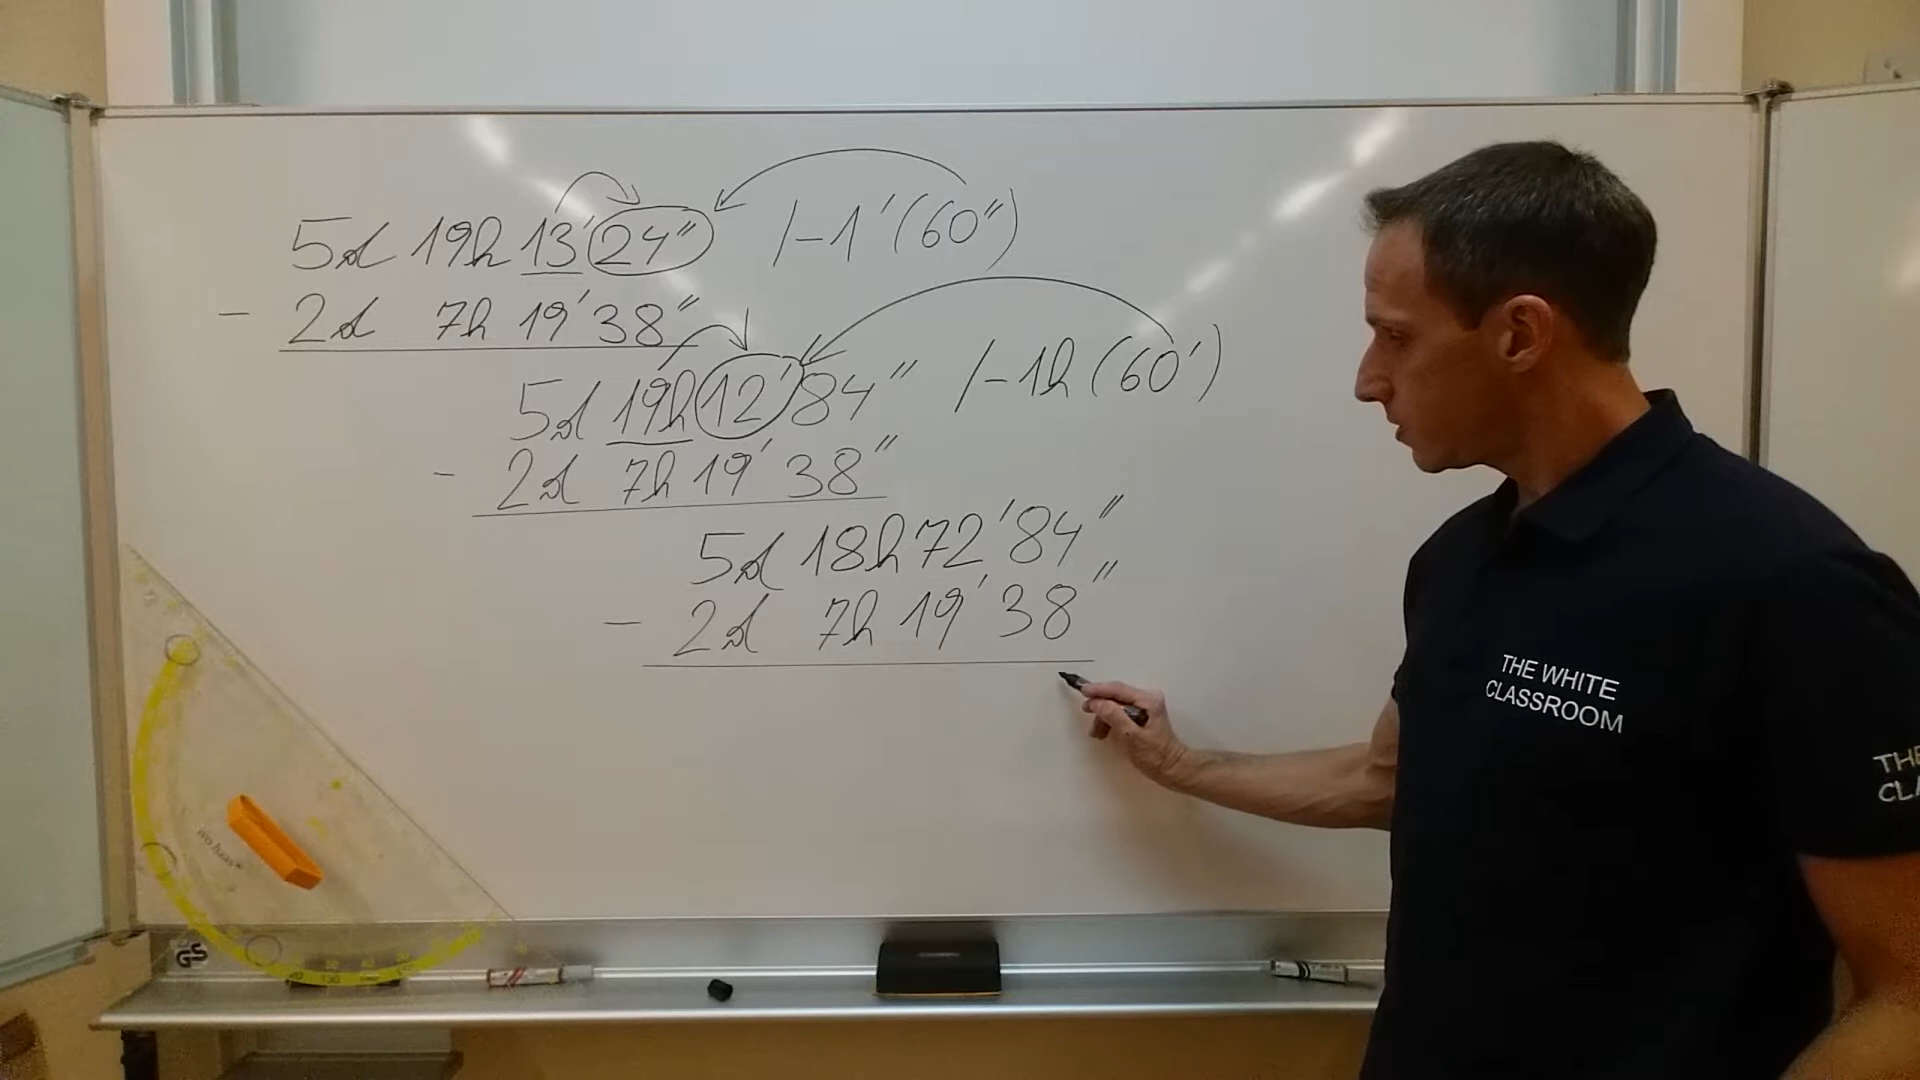 5d 19h 13' 24" /-1' (60")
- 2d 7h 19' 38"
5d 19h 12' 84" /-1h (60')
- 2d 7h 19' 38"
5d 18h 72' 84"
- 2d 7h 19' 38"
THE WHITE
CLASSROOM
GS